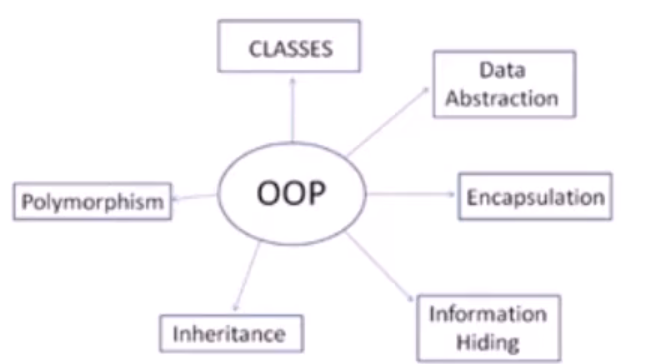 CLASSES
Data
Abstraction
OOP
Polymorphism
Encapsulation
Inheritance
Information
Hiding